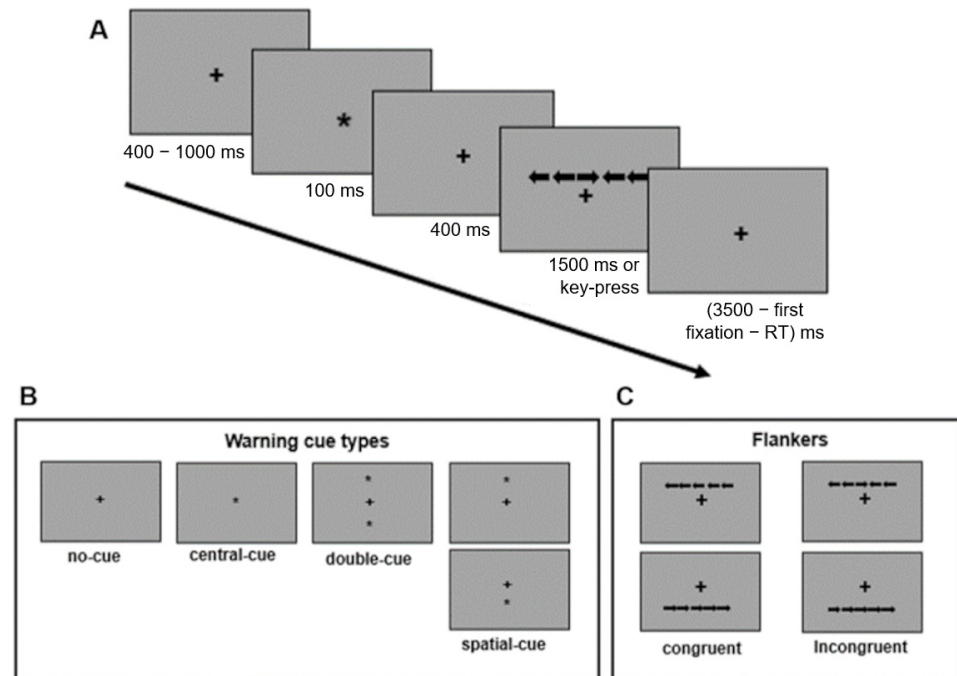 A
400 – 1000 ms
100 ms
400 ms
1500 ms or
key-press
(3500 – first
fixation – RT) ms
B
Warning cue types
no-cue
central-cue
double-cue
spatial-cue
C
Flankers
congruent
Incongruent